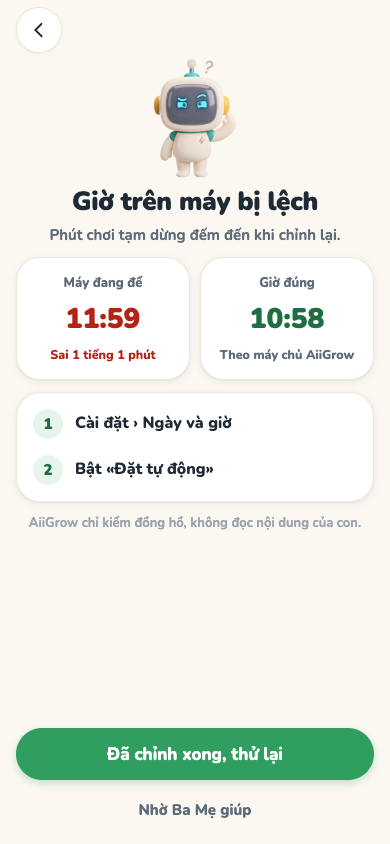 ?
Giờ trên máy bị lệch
Phút chơi tạm dừng đếm đến khi chỉnh lại.
Máy đang để
11:59
Sai 1 tiếng 1 phút
Giờ đúng
10:58
Theo máy chủ AiiGrow
1 Cài đặt › Ngày và giờ
2 Bật «Đặt tự động»
AiiGrow chỉ kiểm đồng hồ, không đọc nội dung của con.
Đã chỉnh xong, thử lại
Nhờ Ba Mẹ giúp